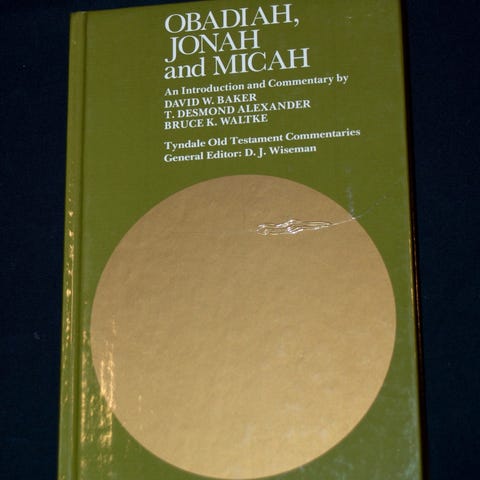 OBADIAH,
JONAH
and MICAH
An Introduction and Commentary by
DAVID W. BAKER
T. DESMOND ALEXANDER
BRUCE K. WALTKE
Tyndale Old Testament Commentaries
General Editor: D. J. Wiseman